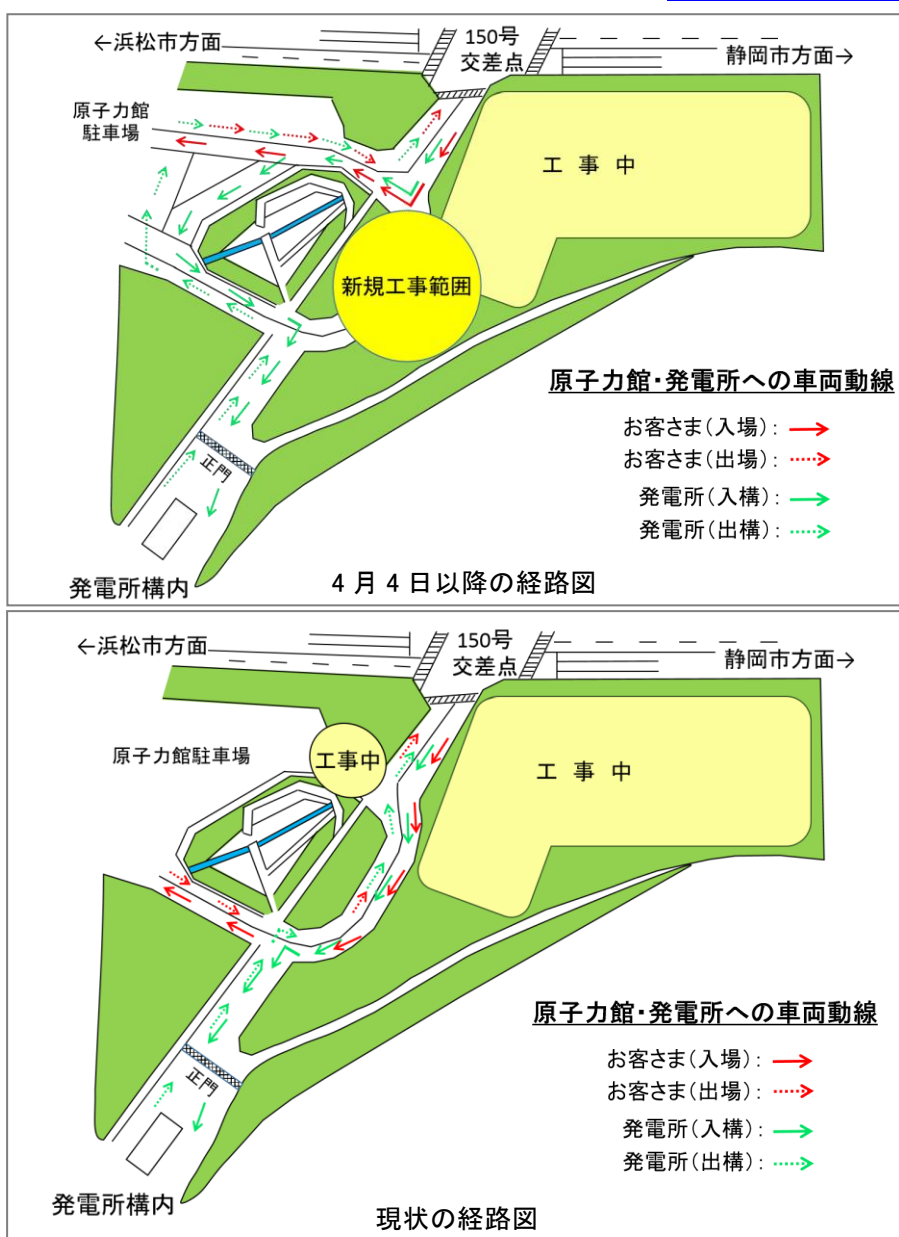 ←浜松市方面
150号
交差点
静岡市方面→
原子力館
駐車場
工 事 中
新規工事範囲
原子力館・発電所への車両動線
お客さま(入場):
お客さま(出場):
発電所(入構):
発電所(出構):
正門
発電所構内
4 月 4 日以降の経路図
←浜松市方面
150号
交差点
静岡市方面→
原子力館駐車場
工事中
工 事 中
原子力館・発電所への車両動線
お客さま(入場):
お客さま(出場):
発電所(入構):
発電所(出構):
正門
発電所構内
現状の経路図